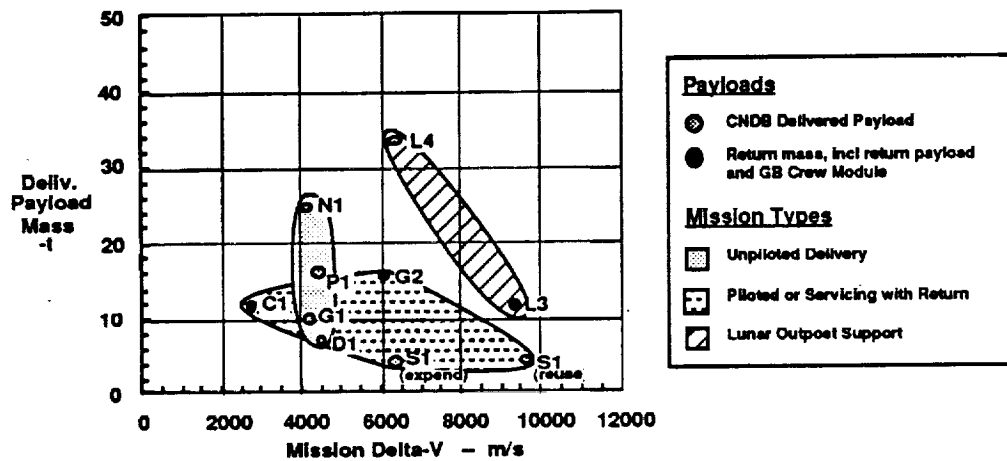 50
40
30
20
10
0
Deliv.
Payload
Mass
-t
L4
N1
P1
G2
C1
G1
D1
L3
S1
(expend)
S1
(reuse)
0 2000 4000 6000 8000 10000 12000
Mission Delta-V – m/s
Payloads
CNDB Delivered Payload
Return mass, incl return payload
and GB Crew Module
Mission Types
Unpiloted Delivery
Piloted or Servicing with Return
Lunar Outpost Support